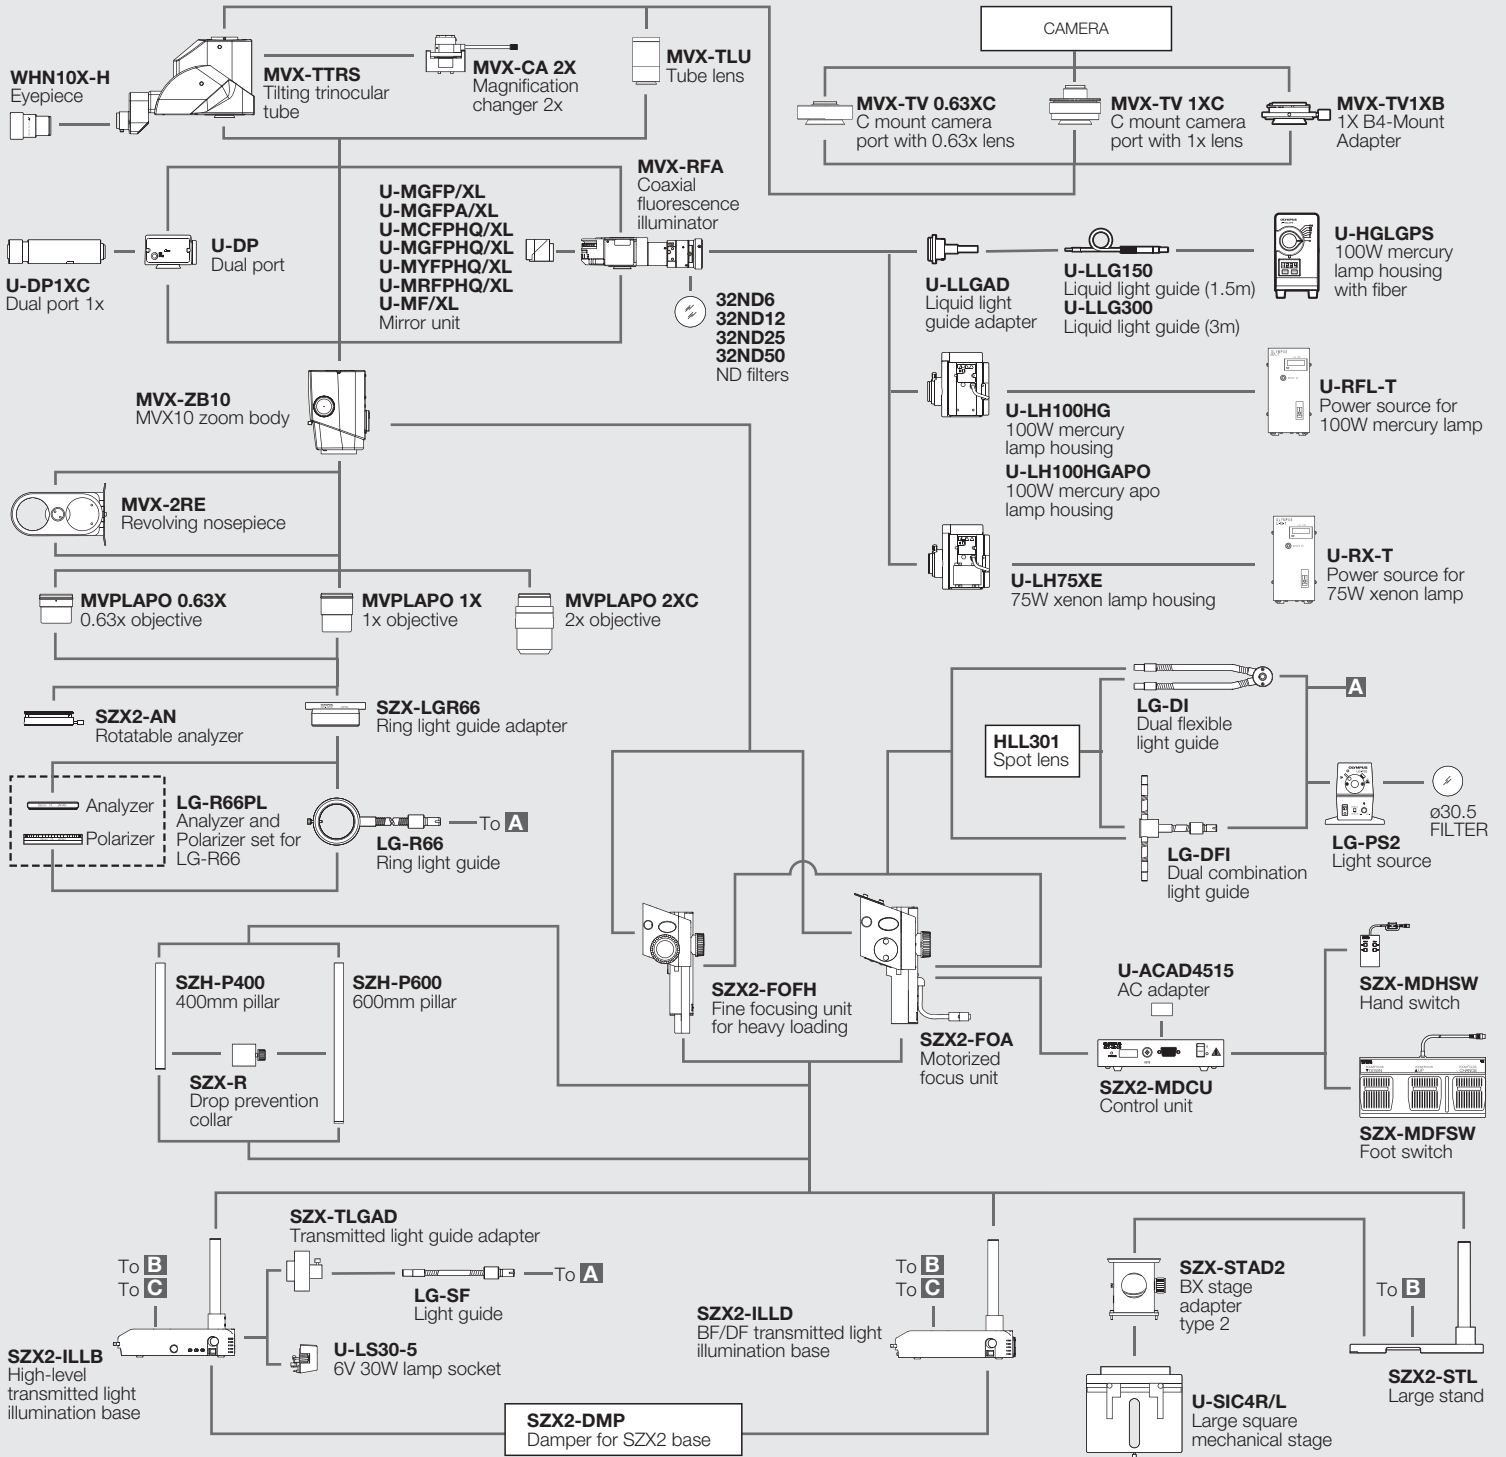 CAMERA
WHN10X-H
Eyepiece
MVX-TTRS
Tilting trinocular
tube
MVX-CA 2X
Magnification
changer 2x
MVX-TLU
Tube lens
MVX-TV 0.63XC
C mount camera
port with 0.63x lens
MVX-TV 1XC
C mount camera
port with 1x lens
MVX-TV1XB
1X B4-Mount
Adapter
U-DP1XC
Dual port 1x
U-DP
Dual port
U-MGFP/XL
U-MGFPA/XL
U-MCFPHQ/XL
U-MGFPHQ/XL
U-MYFPHQ/XL
U-MRFPHQ/XL
U-MF/XL
Mirror unit
MVX-RFA
Coaxial
fluorescence
illuminator
32ND6
32ND12
32ND25
32ND50
ND filters
U-LLGAD
Liquid light
guide adapter
U-LLG150
Liquid light guide (1.5m)
U-LLG300
Liquid light guide (3m)
OLYMPUS
U-HGLGPS
100W mercury
lamp housing
with fiber
MVX-ZB10
MVX10 zoom body
U-LH100HG
100W mercury
lamp housing
U-LH100HGAPO
100W mercury apo
lamp housing
OLYMPUS
U-RFL-T
Power source for
100W mercury lamp
MVX-2RE
Revolving nosepiece
U-LH75XE
75W xenon lamp housing
OLYMPUS
U-RX-T
Power source for
75W xenon lamp
MVPLAPO 0.63X
0.63x objective
MVPLAPO 1X
1x objective
MVPLAPO 2XC
2x objective
SZX2-AN
Rotatable analyzer
SZX-LGR66
Ring light guide adapter
LG-DI
Dual flexible
light guide
A
HLL301
Spot lens
Analyzer
Polarizer
LG-R66PL
Analyzer and
Polarizer set for
LG-R66
To A
LG-R66
Ring light guide
LG-DFI
Dual combination
light guide
OLYMPUS
LG-PS2
Light source
ø30.5
FILTER
SZH-P400
400mm pillar
SZH-P600
600mm pillar
SZX-R
Drop prevention
collar
SZX2-FOFH
Fine focusing unit
for heavy loading
SZX2-FOA
Motorized
focus unit
U-ACAD4515
AC adapter
SZX2-MDCU
Control unit
SZX-MDHSW
Hand switch
SZX-MDFSW
Foot switch
To B
To C
SZX2-ILLB
High-level
transmitted light
illumination base
SZX-TLGAD
Transmitted light guide adapter
LG-SF
Light guide
To A
U-LS30-5
6V 30W lamp socket
To B
To C
SZX2-ILLD
BF/DF transmitted light
illumination base
SZX2-DMP
Damper for SZX2 base
SZX-STAD2
BX stage
adapter
type 2
U-SIC4R/L
Large square
mechanical stage
To B
SZX2-STL
Large stand